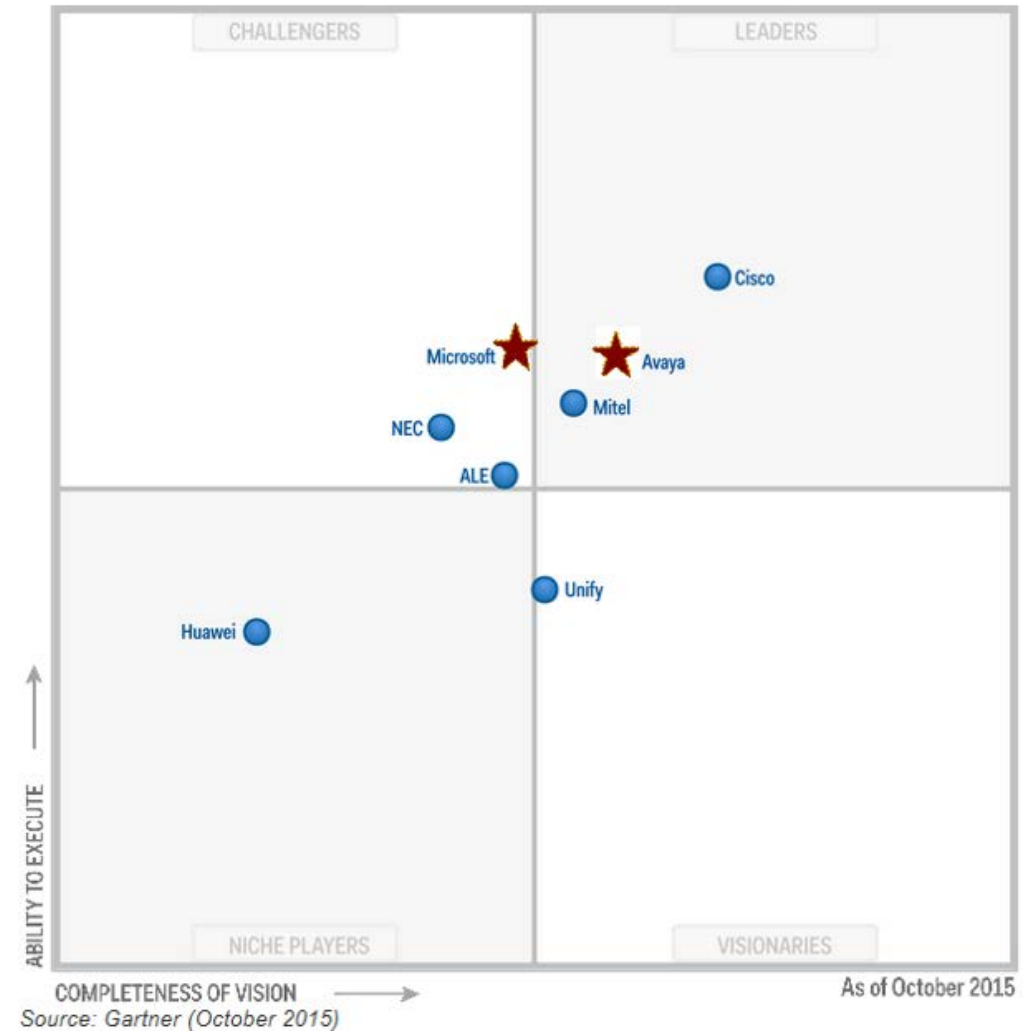 CHALLENGERS
LEADERS
Cisco
Microsoft
Avaya
Mitel
NEC
ALE
Unify
Huawei
ABILITY TO EXECUTE
NICHE PLAYERS
VISIONARIES
COMPLETENESS OF VISION
As of October 2015
Source: Gartner (October 2015)